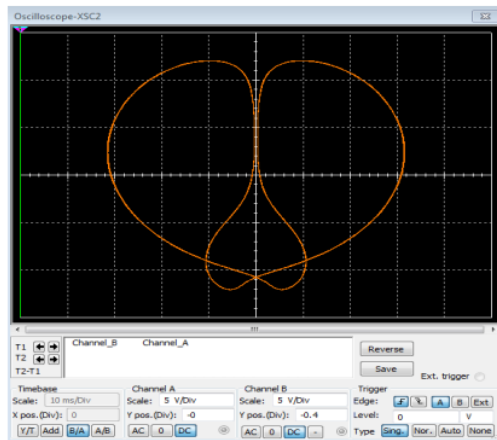 Oscilloscope-XSC2
T1
T2
T2-T1
Channel_B Channel_A
Reverse
Save
Ext. trigger
Timebase
Scale: 10 ms/Div
X pos.(Div): 0
Y/T Add B/A A/B
Channel A
Scale: 5 V/Div
Y pos.(Div): -0
AC 0 DC
Channel B
Scale: 5 V/Div
Y pos.(Div): -0.4
AC 0 DC -
Trigger
Edge: A B Ext
Level: 0 V
Type Sing. Nor. Auto None